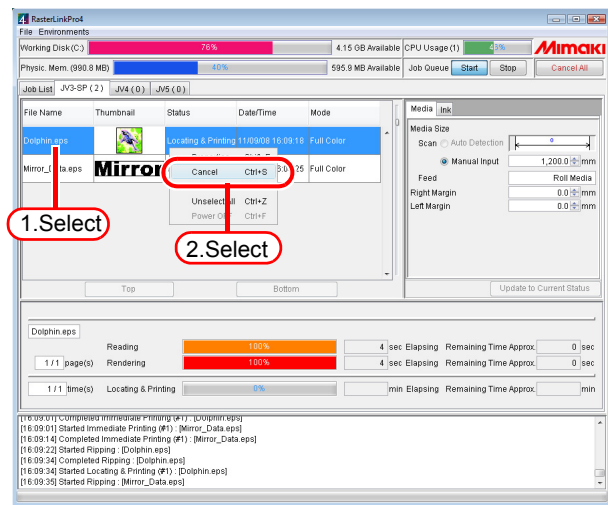 RasterLinkPro4
File Environments
Working Disk(C:) 76% 4.15 GB Available CPU Usage(1) Mimaki
Physic. Mem. (990.8 MB) 40% 595.9 MB Available Job Queue Start Stop Cancel All
Job List JV3-SP ( 2 ) JV4 ( 0 ) JV5 ( 0 )
File Name Thumbnail Status Date/Time Mode
Media Ink
Media Size
Dolphin.eps Locating & Printing 11/09/08 16:09:18 Full Color
Scan Auto Detection
Manual Input 1,200.0 mm
Mirror Full Color
Cancel Ctrl+S
Feed Roll Media
Right Margin 0.0 mm
Unselect All Ctrl+Z
Left Margin 0.0 mm
Power OFF Ctrl+F
1.Select
2.Select
Top Bottom Update to Current Status
Dolphin.eps
Reading 100% 4 sec Elapsing Remaining Time Approx. 0 sec
1 / 1 page(s) Rendering 100% 4 sec Elapsing Remaining Time Approx. 0 sec
1 / 1 time(s) Locating & Printing 0% min Elapsing Remaining Time Approx. min
[16:09:01] Completed Immediate Printing (#1) : [Dolphin.eps]
[16:09:01] Started Immediate Printing (#1) : [Mirror_Data.eps]
[16:09:14] Completed Immediate Printing (#1) : [Mirror_Data.eps]
[16:09:22] Started Ripping : [Dolphin.eps]
[16:09:34] Completed Ripping : [Dolphin.eps]
[16:09:34] Started Locating & Printing (#1) : [Dolphin.eps]
[16:09:35] Started Ripping : [Mirror_Data.eps]